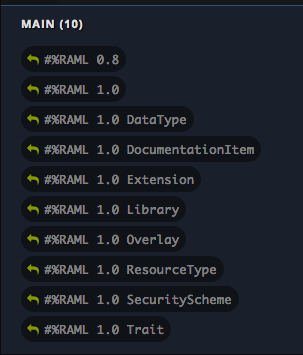 MAIN (10)
#%RAML 0.8
#%RAML 1.0
#%RAML 1.0 DataType
#%RAML 1.0 DocumentationItem
#%RAML 1.0 Extension
#%RAML 1.0 Library
#%RAML 1.0 Overlay
#%RAML 1.0 ResourceType
#%RAML 1.0 SecurityScheme
#%RAML 1.0 Trait